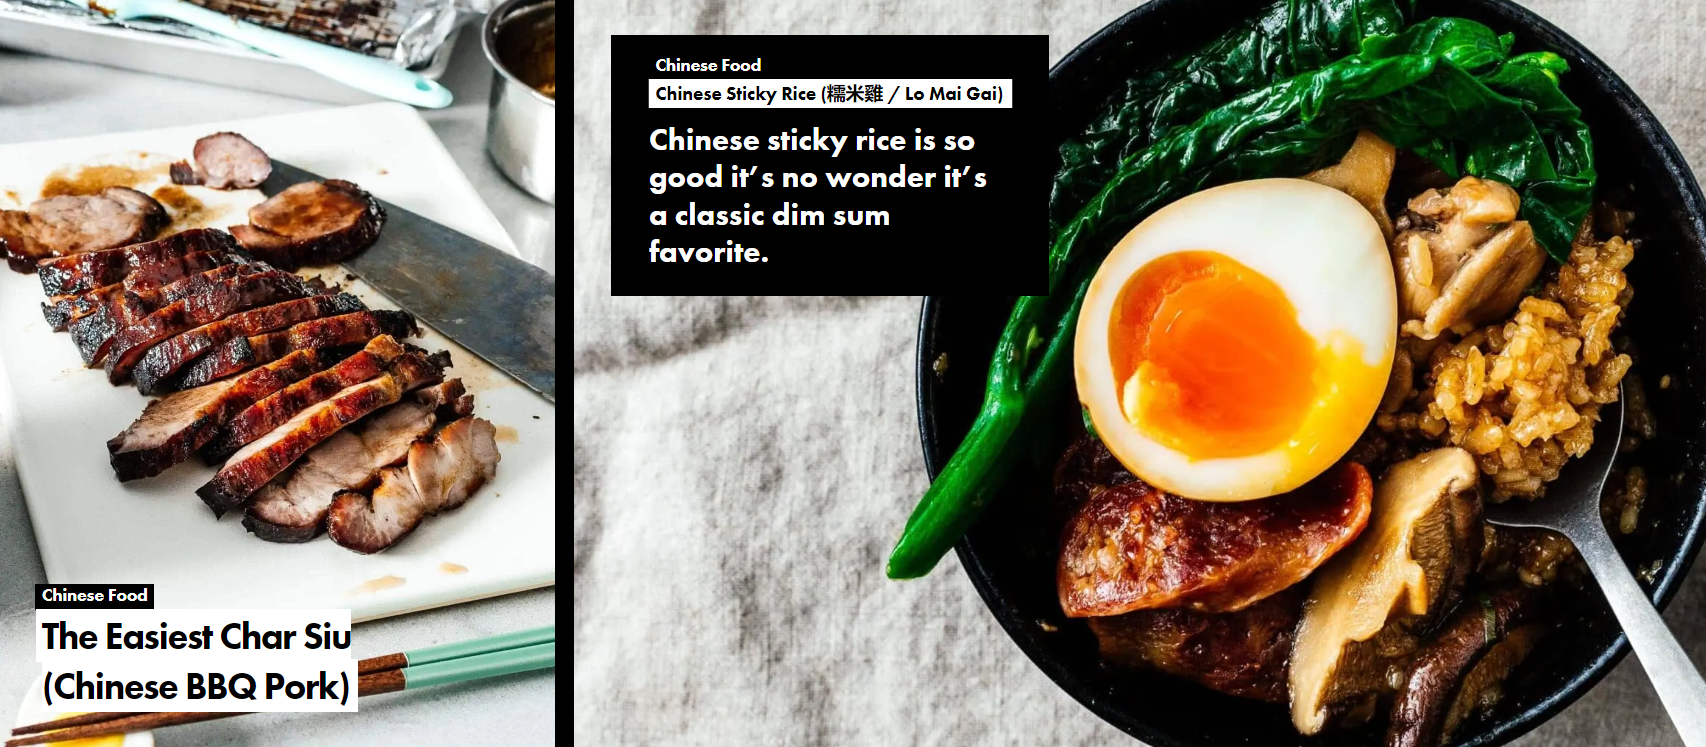 Chinese Food
The Easiest Char Siu
(Chinese BBQ Pork)
Chinese Food
Chinese Sticky Rice (糯米雞 / Lo Mai Gai)
Chinese sticky rice is so
good it’s no wonder it’s
a classic dim sum
favorite.